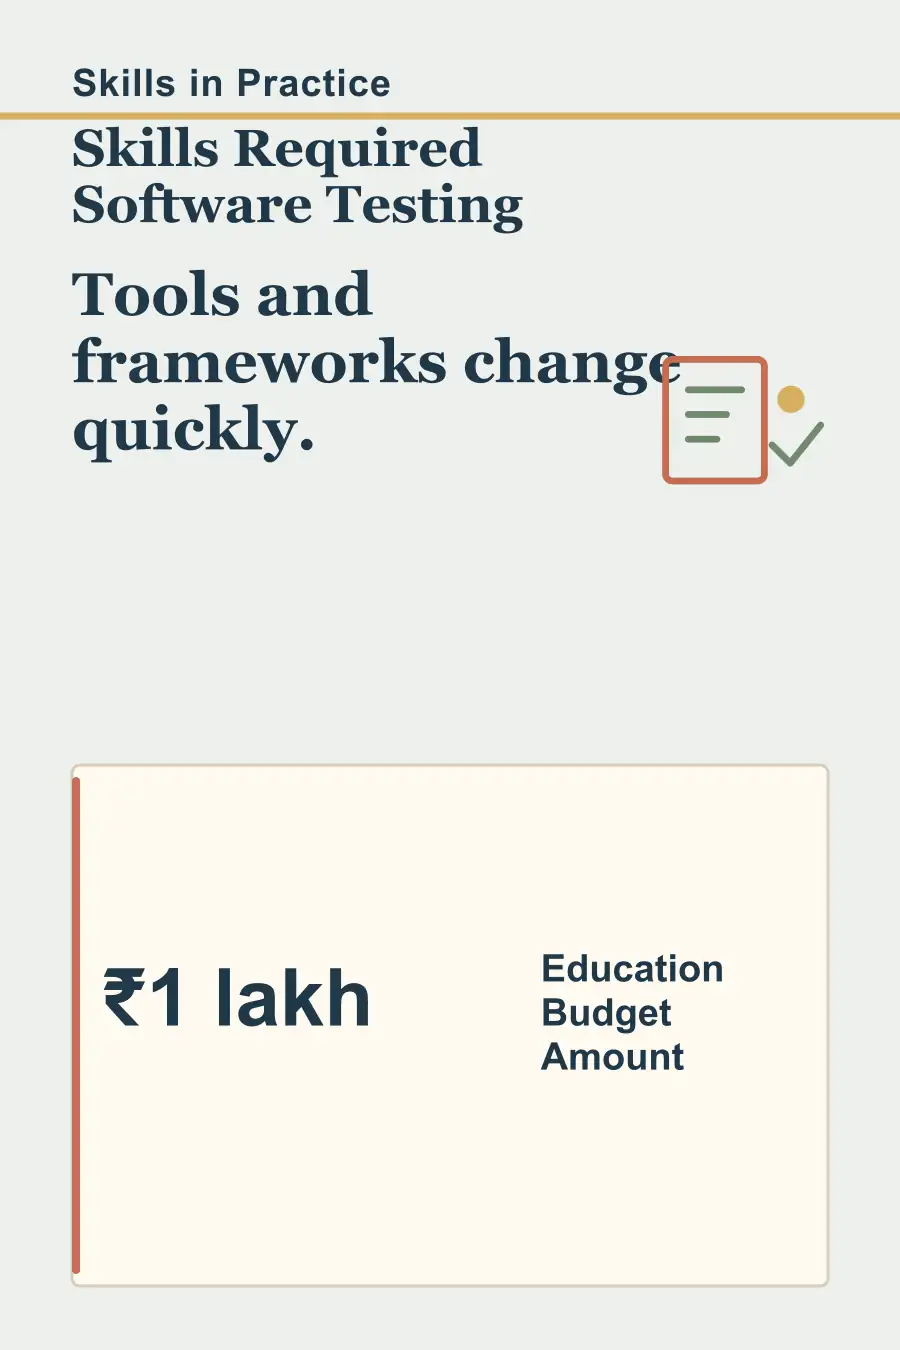 Skills in Practice
Skills Required
Software Testing
Tools and
frameworks change
quickly.
₹1 lakh
Education
Budget
Amount